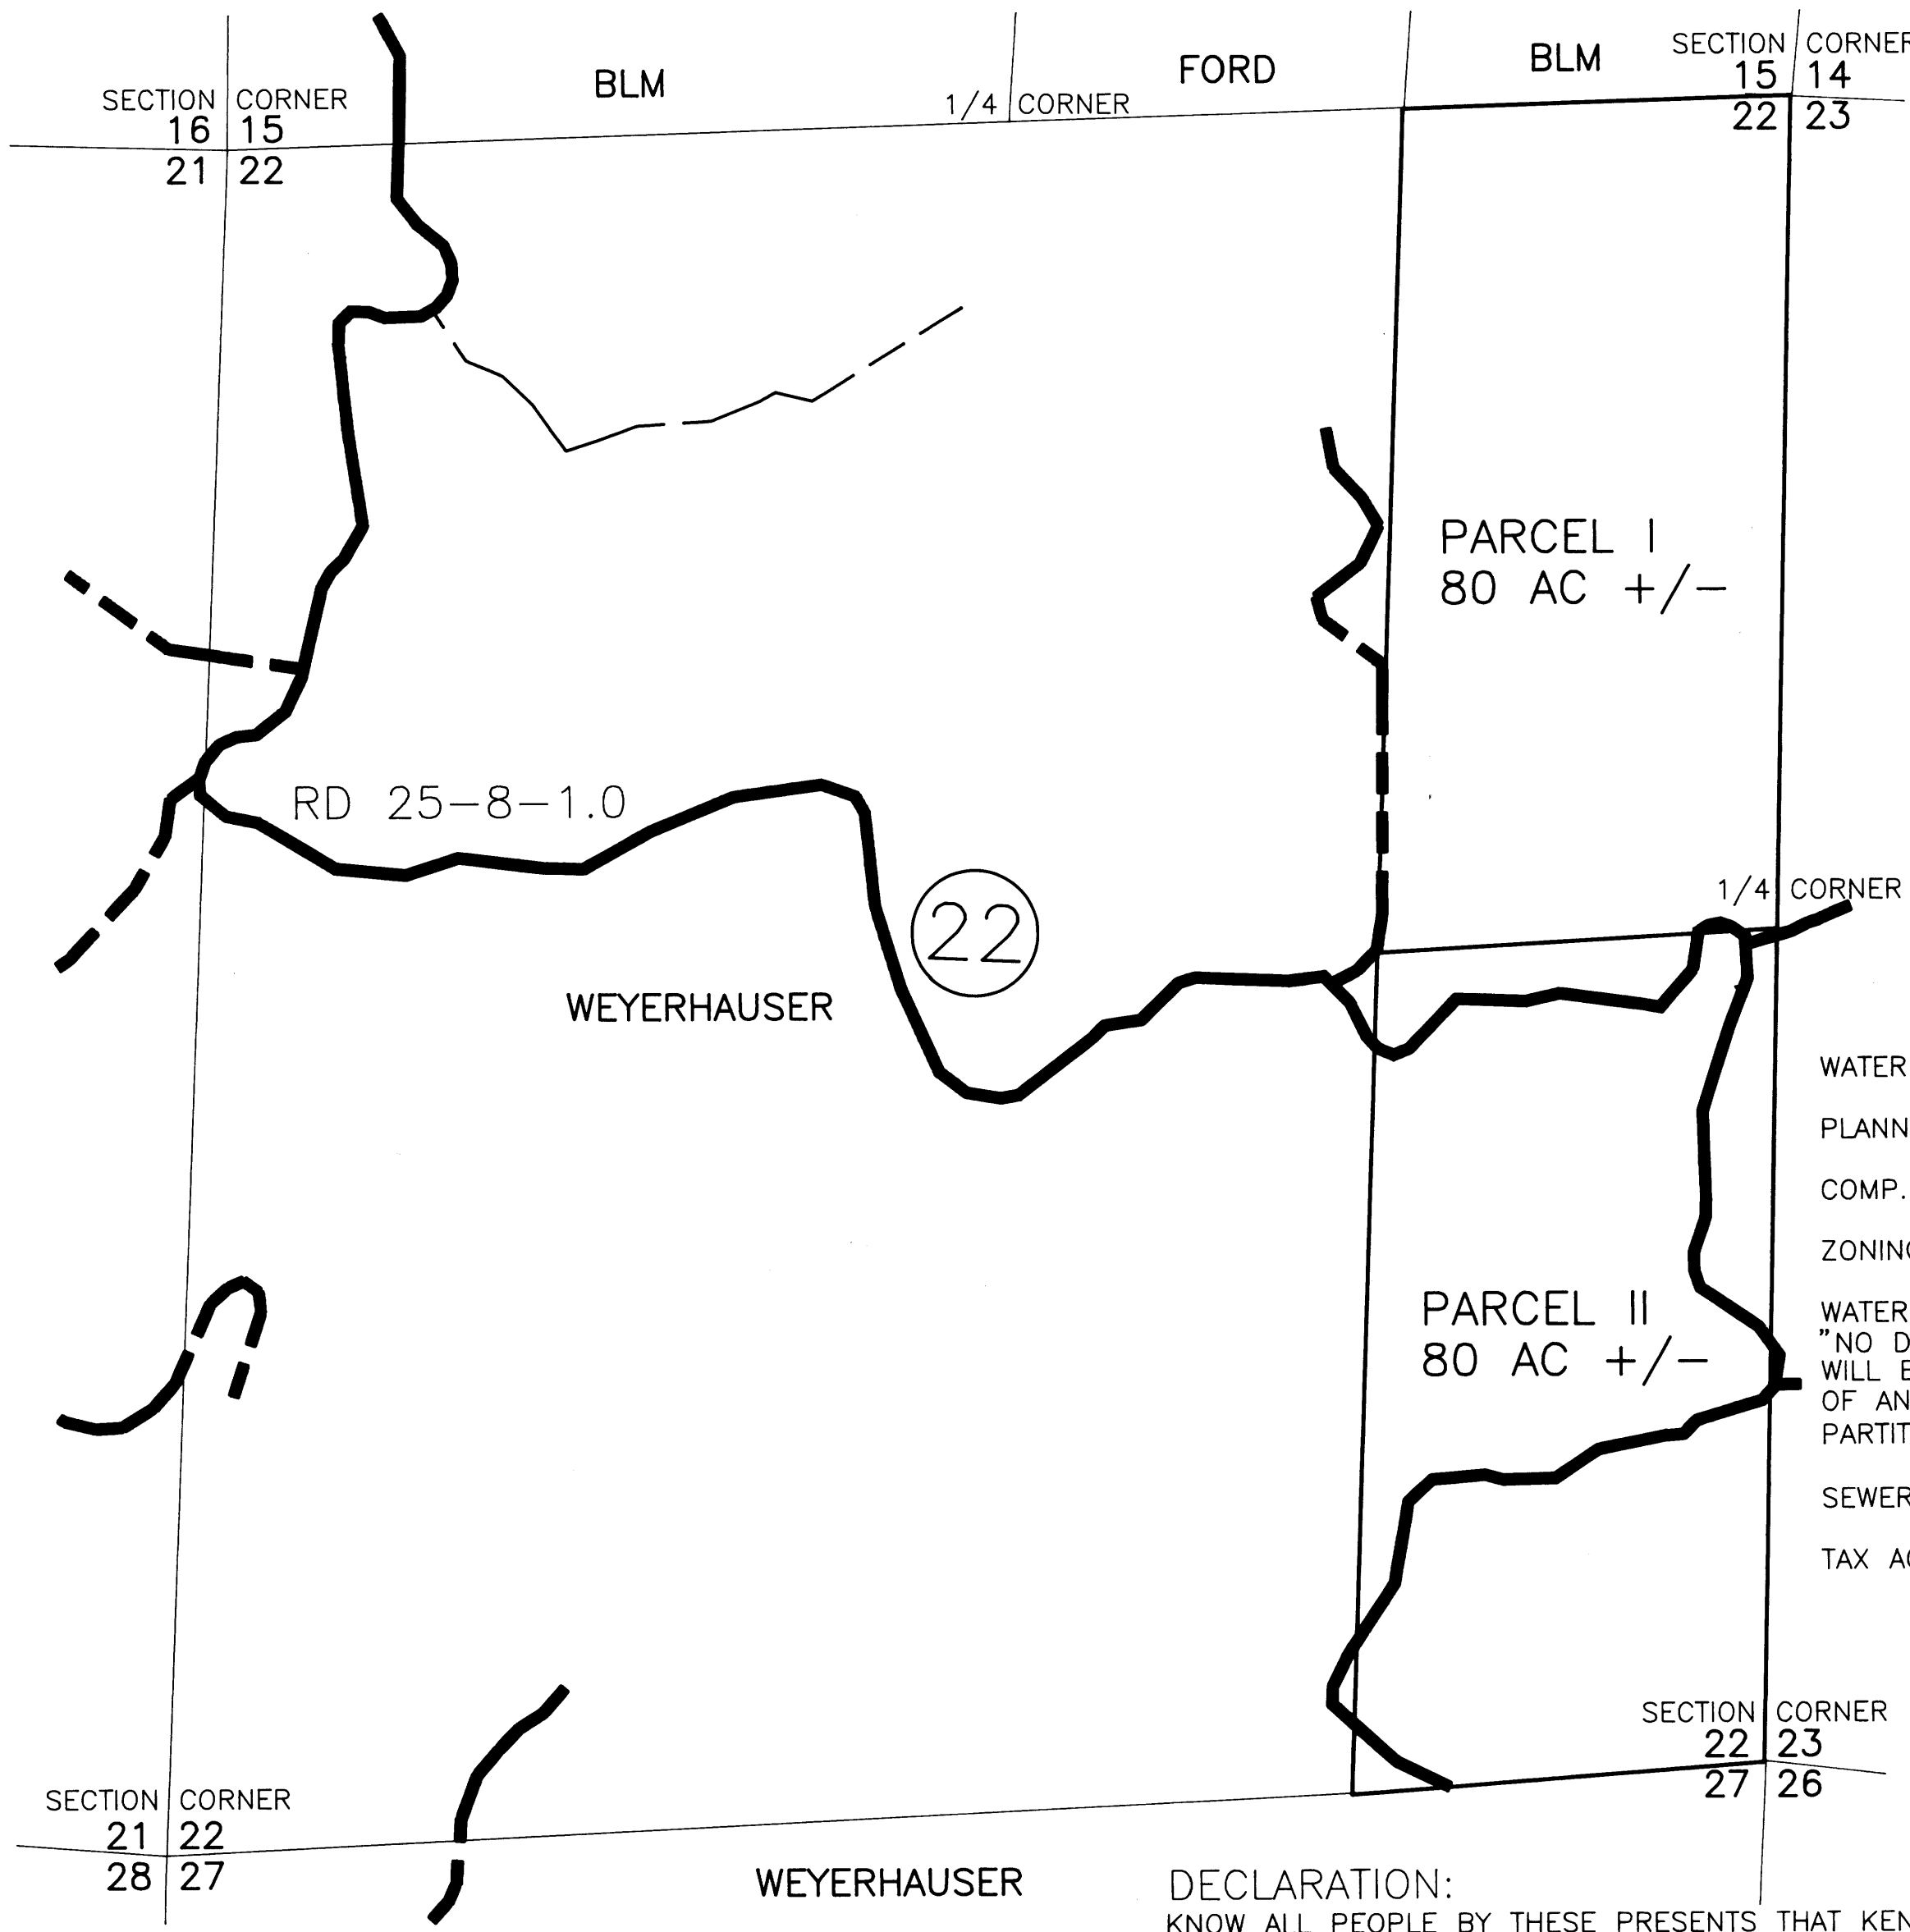 SECTION CORNER
16 15
21 22
BLM
1/4 CORNER
FORD
BLM
SECTION CORNER
15 14
22 23
PARCEL I
80 AC +/-
RD 25-8-1.0
22
1/4 CORNER
WEYERHAUSER
WATER
PLANN
COMP.
ZONING
WATER
"NO D
WILL B
OF AN
PARTIT
SEWER
TAX AC
PARCEL II
80 AC +/-
SECTION CORNER
22 23
27 26
SECTION CORNER
21 22
28 27
WEYERHAUSER
DECLARATION:
KNOW ALL PEOPLE BY THESE PRESENTS THAT KEN